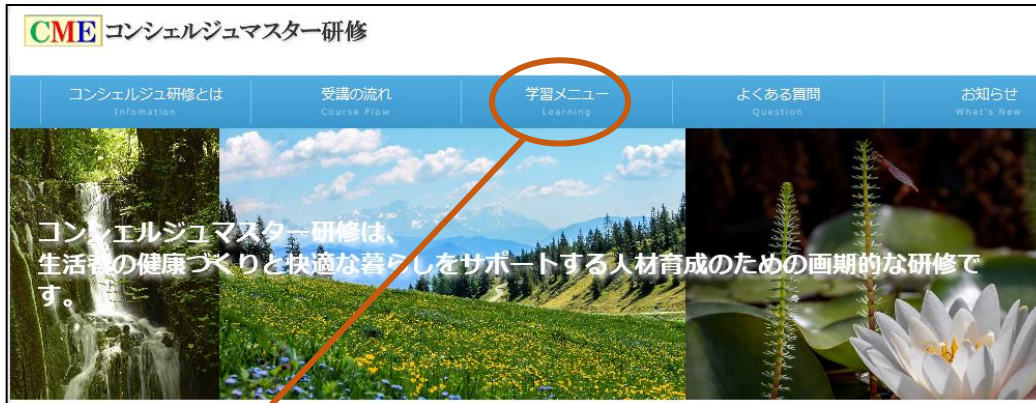 CME コンシェルジュマスター研修
コンシェルジュ研修とは 受講の流れ 学習メニュー よくある質問 お知らせ
Infomation Course Flow Learning Question What's New
コンシェルジュマスター研修は、
生活者の健康づくりと快適な暮らしをサポートする人材育成のための画期的な研修で
す。